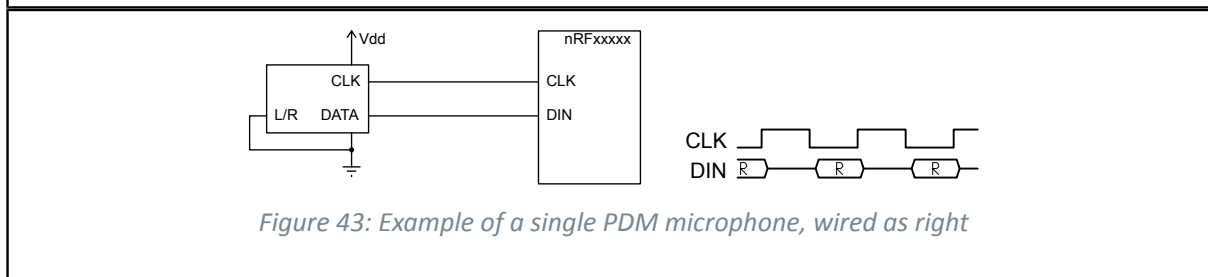 Vdd
nRFxxxxx
CLK
CLK
L/R
DATA
DIN
CLK
DIN
R
R
R
Figure 43: Example of a single PDM microphone, wired as right